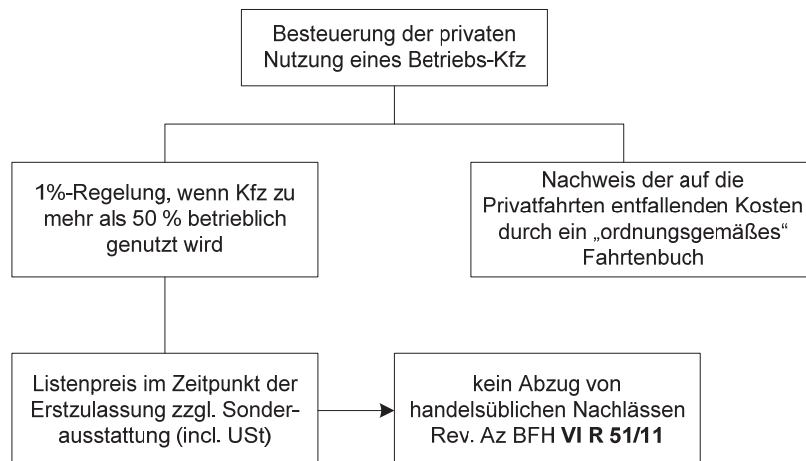 Besteuerung der privaten
Nutzung eines Betriebs-Kfz
1%-Regelung, wenn Kfz zu
mehr als 50 % betrieblich
genutzt wird
Nachweis der auf die
Privatfahrten entfallenden Kosten
durch ein „ordnungsgemäßes“
Fahrtenbuch
Listenpreis im Zeitpunkt der
Erstzulassung zzgl. Sonder-
ausstattung (incl. USt)
kein Abzug von
handelsüblichen Nachlässen
Rev. Az BFH VI R 51/11